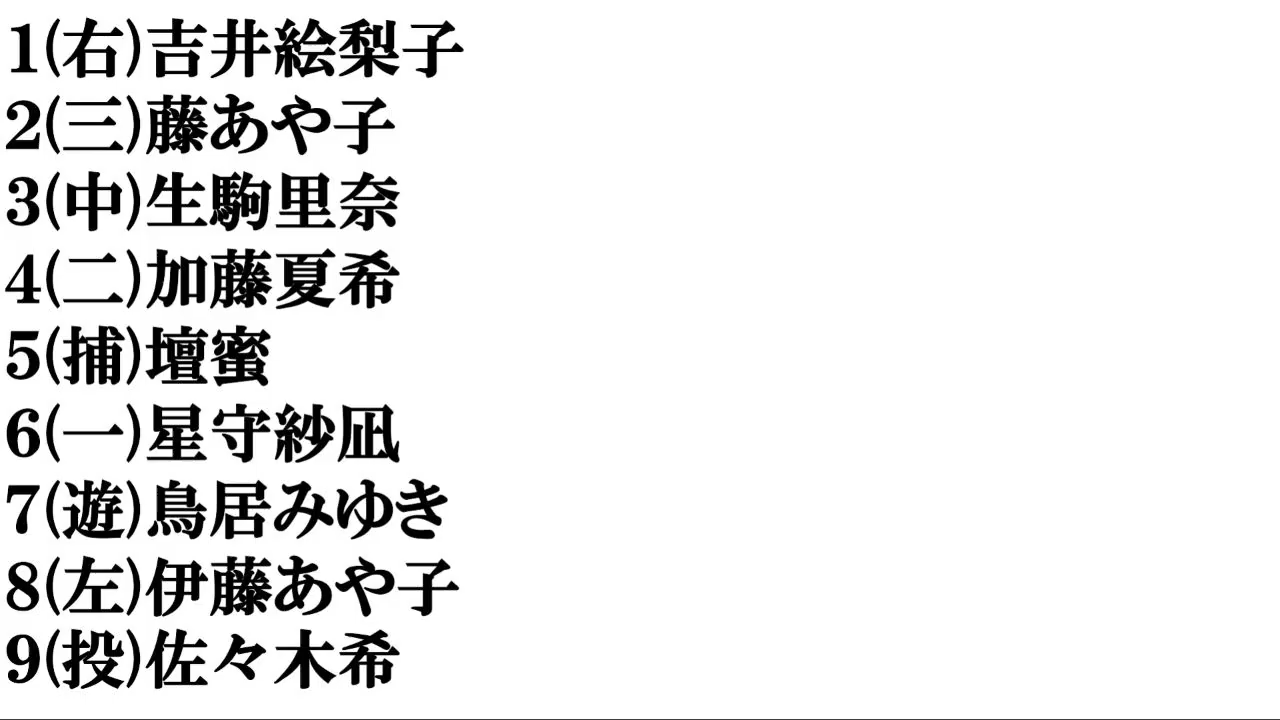 1(右)吉井絵梨子
2(三)藤あや子
3(中)生駒里奈
4(二)加藤夏希
5(捕)壇蜜
6(一)星守紗凪
7(遊)鳥居みゆき
8(左)伊藤あや子
9(投)佐々木希